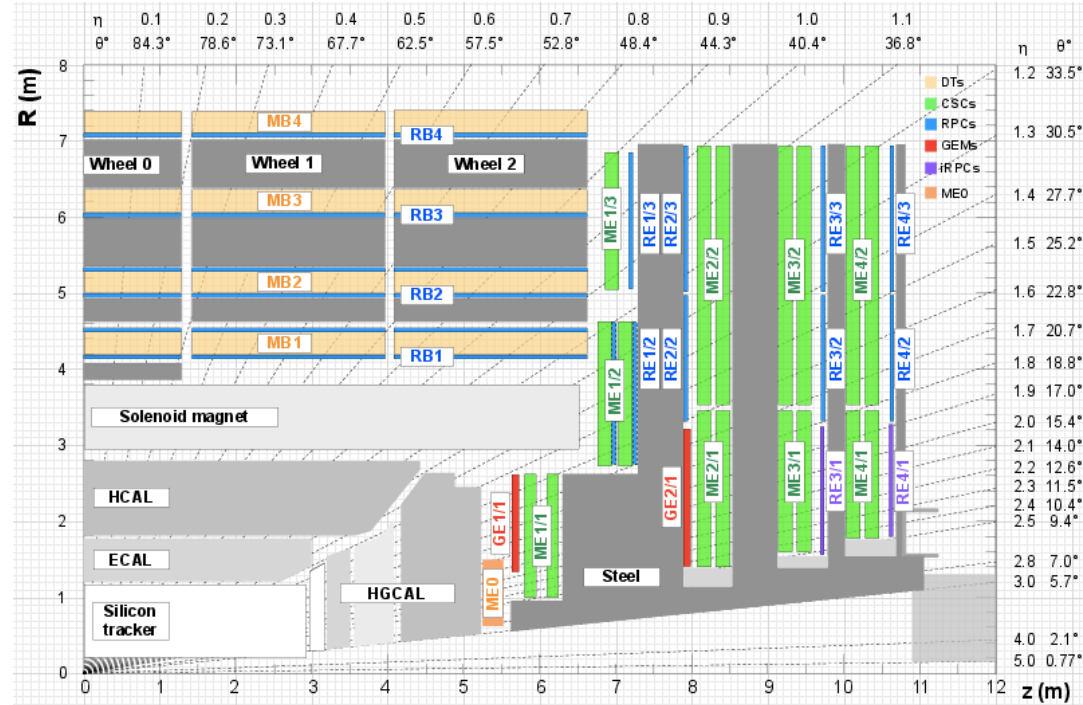 η 0.1 0.2 0.3 0.4 0.5 0.6 0.7 0.8 0.9 1.0 1.1
θ° 84.3° 78.6° 73.1° 67.7° 62.5° 57.5° 52.8° 48.4° 44.3° 40.4° 36.8° η θ°
R (m)
8
7
6
5
4
3
2
1
0
1.2 33.5°
1.3 30.5°
1.4 27.7°
1.5 25.2°
1.6 22.8°
1.7 20.7°
1.8 18.8°
1.9 17.0°
2.0 15.4°
2.1 14.0°
2.2 12.6°
2.3 11.5°
2.4 10.4°
2.5 9.4°
2.8 7.0°
3.0 5.7°
4.0 2.1°
5.0 0.77°
DTs
CSCs
RPCs
GEMs
iRPCs
ME0
MB4
RB4
Wheel 0 Wheel 1 Wheel 2
MB3
RB3
MB2
RB2
MB1
RB1
Solenoid magnet
HCAL
ECAL
Silicon
tracker
HGCAL
Steel
ME0
GE1/1
ME1/1
ME1/2
ME1/3
RE1/3
RE2/3
RE1/2
RE2/2
GE2/1
ME2/2
ME2/1
ME3/2
ME3/1
RE3/3
RE3/2
RE3/1
ME4/2
ME4/1
RE4/3
RE4/2
RE4/1
0 1 2 3 4 5 6 7 8 9 10 11 12
z (m)